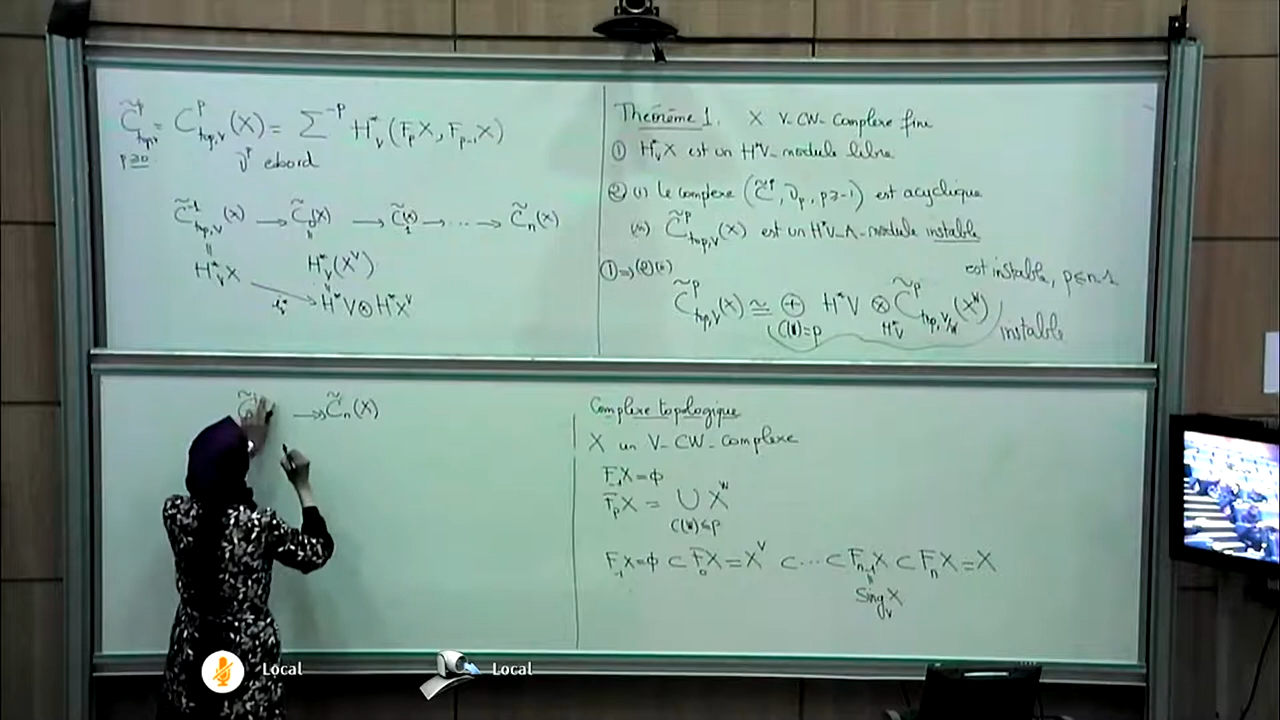 C̃^p_{top,V} = C^p_{top,V}(X) = Σ^{-p} H^*_V(F_pX, F_{p-1}X)
p≥0
∂^p cobord
C̃^{-1}_{top,V}(X) → C̃_0(X) → C̃_1(X) → ... → C̃_n(X)
H^*_V X
H^*_V(X^V)
H^*V⊗H^*X^V
Théorème 1. X V-CW-complexe fini
① H^*_V X est un H^*V-module libre
② (i) Le complexe (C̃^p, ∂_p, p≥-1) est acyclique
(ii) C̃^p_{top,V}(X) est un H^*V-A-module instable
① ⇒ ②(i)
est instable, p≤n-1
C̃^p_{top,V}(X) ≅ ⊕ H^*V ⊗ C̃^p_{top,V/W}(X^W)
C(W)=p
instable
→ C̃_n(X)
Complexe topologique
X un V-CW-complexe
F_{-1}X=ϕ
F_pX = ∪ X^W
C(W)≤p
F_{-1}X=ϕ ⊂ F_0X=X^V ⊂ ... ⊂ F_{n-1}X ⊂ F_nX=X
Sing_V X
Local
Local